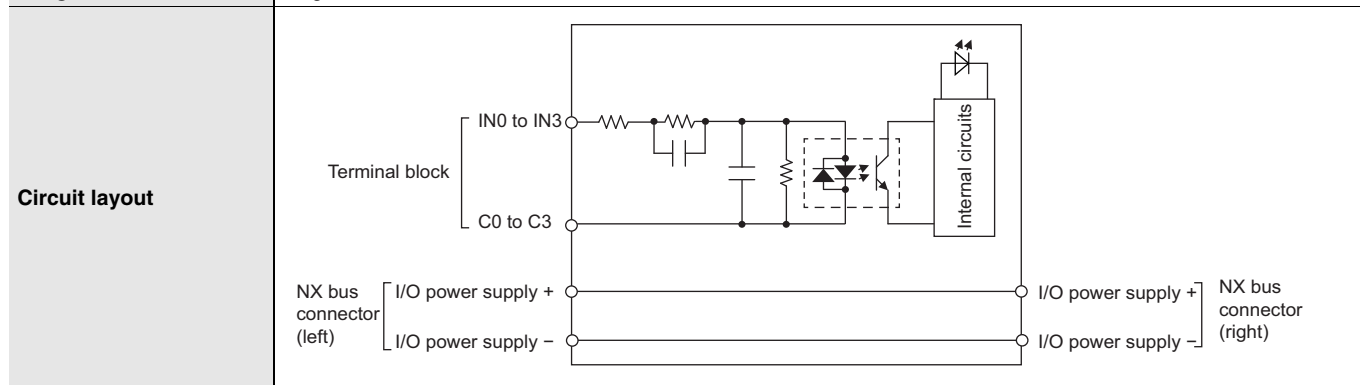 Circuit layout
Terminal block
IN0 to IN3
C0 to C3
Internal circuits
NX bus
connector
(left)
I/O power supply +
I/O power supply −
I/O power supply +
I/O power supply −
NX bus
connector
(right)